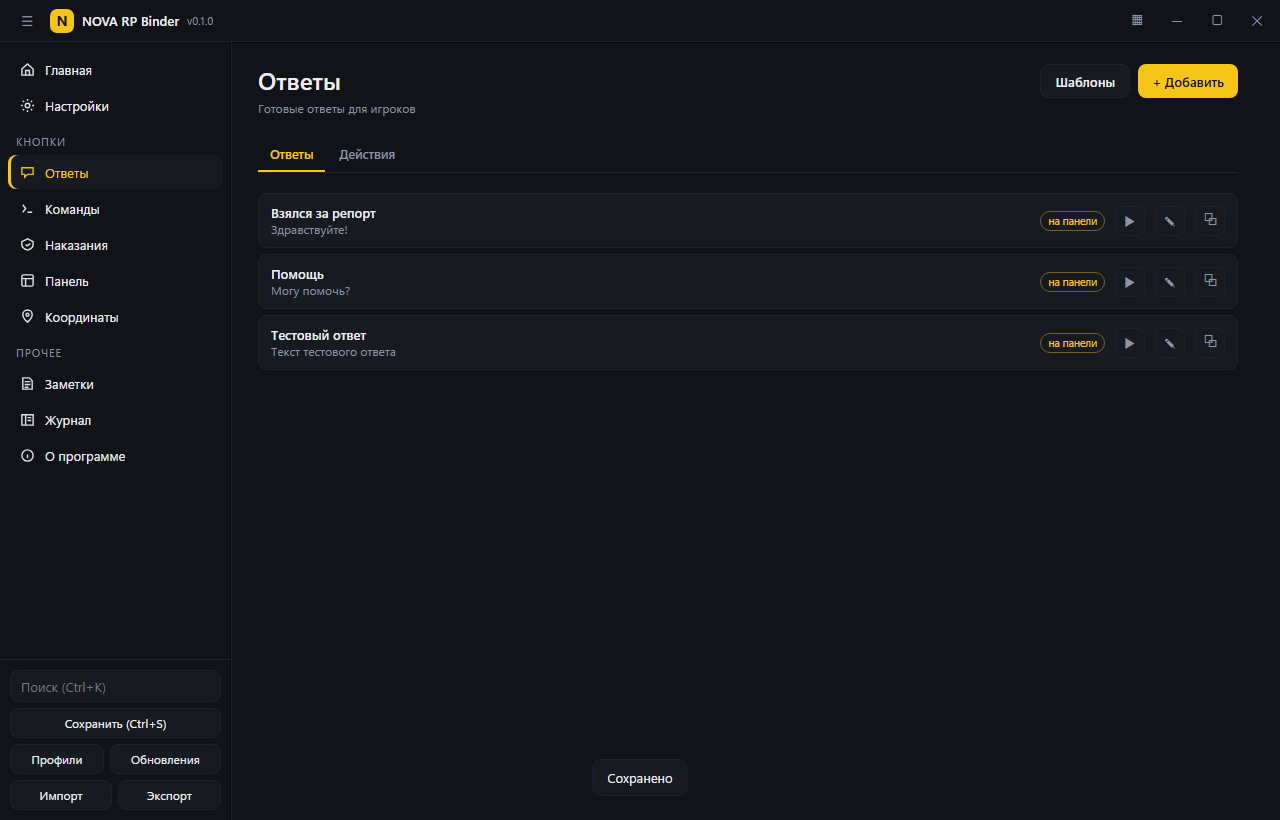 N NOVA RP Binder v0.1.0
Главная
Настройки
КНОПКИ
Ответы
Команды
Наказания
Панель
Координаты
ПРОЧЕЕ
Заметки
Журнал
О программе
Поиск (Ctrl+K)
Сохранить (Ctrl+S)
Профили Обновления
Импорт Экспорт
Ответы
Готовые ответы для игроков
Шаблоны + Добавить
Ответы Действия
Взялся за репорт
Здравствуйте!
на панели
Помощь
Могу помочь?
на панели
Тестовый ответ
Текст тестового ответа
на панели
Сохранено